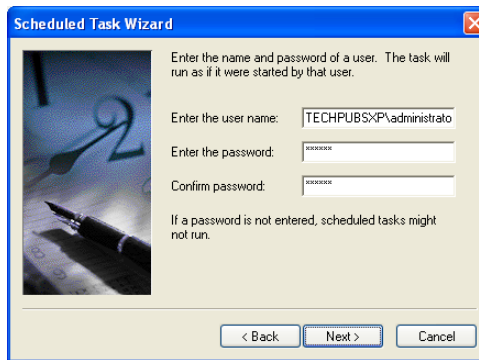 Scheduled Task Wizard
Enter the name and password of a user. The task will
run as if it were started by that user.
Enter the user name:
TECHPUBSXP\administrato
Enter the password:
******
Confirm password:
******
If a password is not entered, scheduled tasks might
not run.
< Back
Next >
Cancel